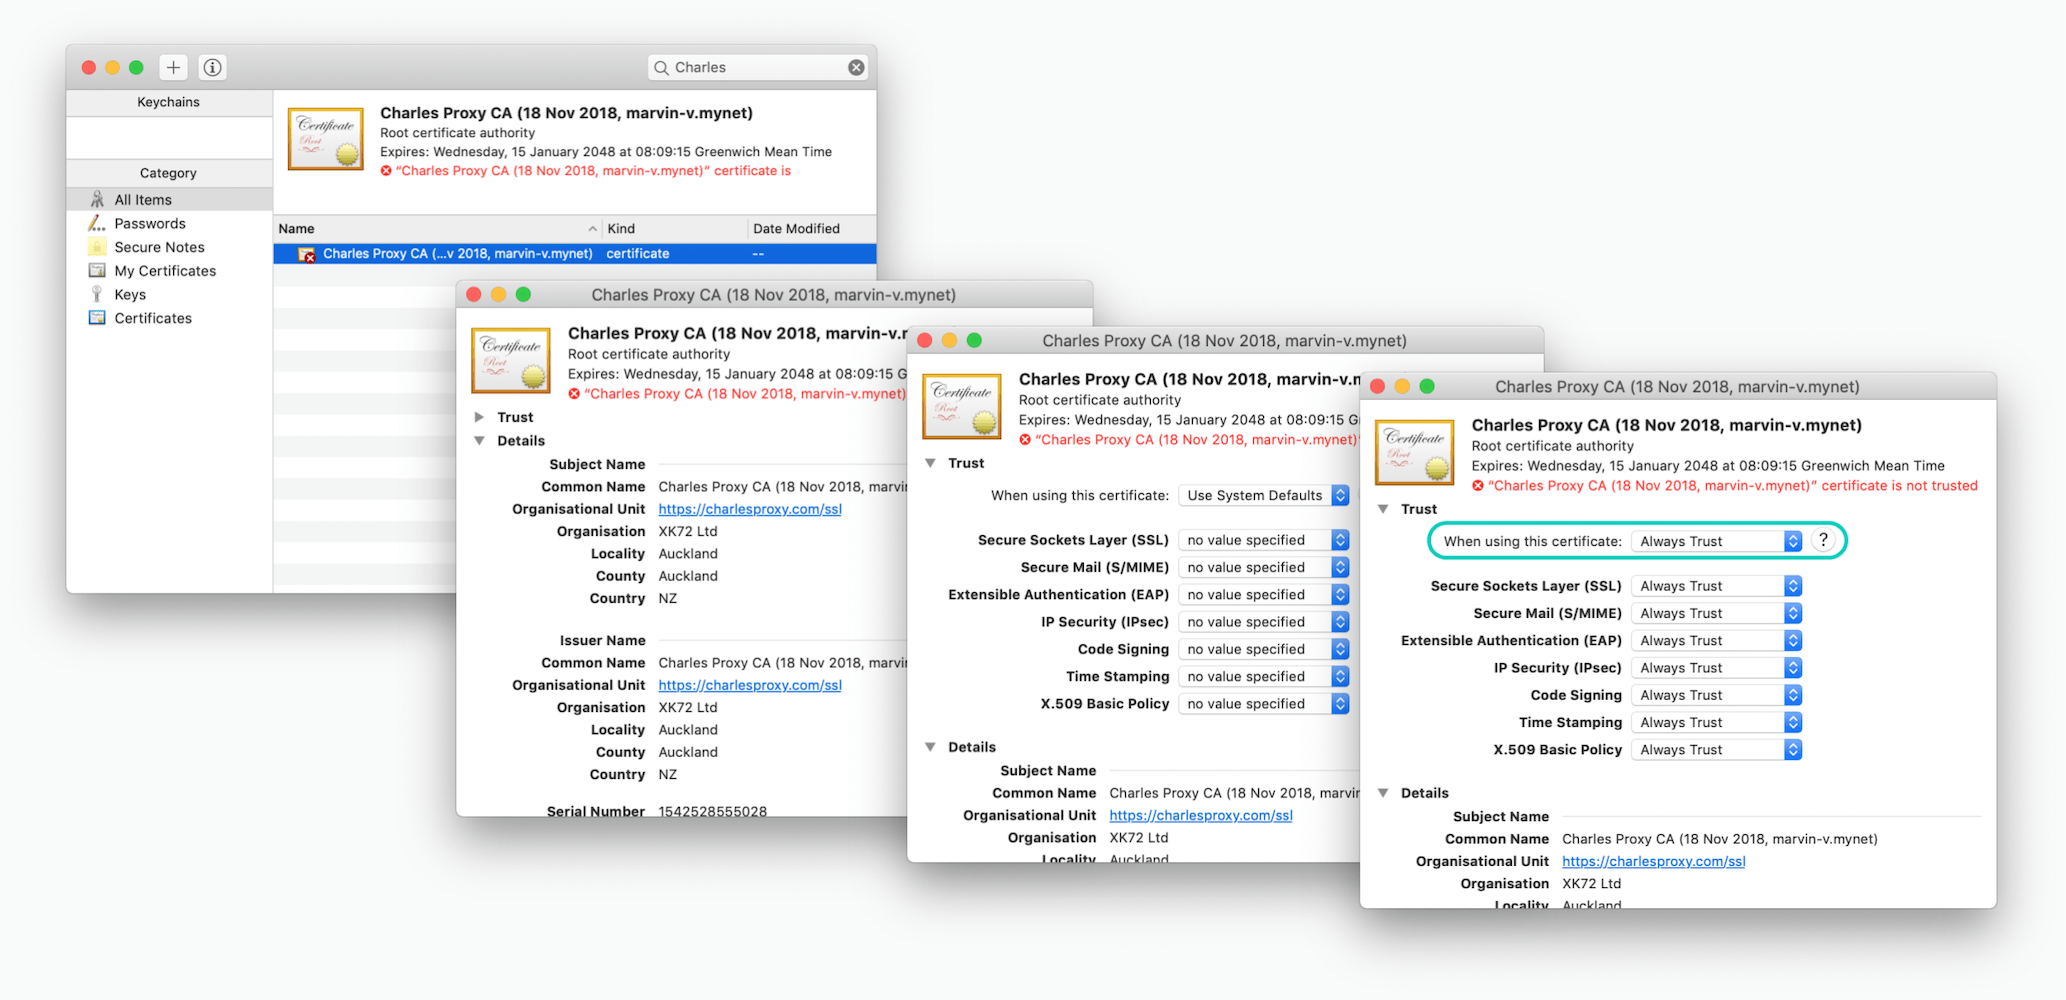 Charles
Keychains
Category
All Items
Passwords
Secure Notes
My Certificates
Keys
Certificates
Certificate
Root
Charles Proxy CA (18 Nov 2018, marvin-v.mynet)
Root certificate authority
Expires: Wednesday, 15 January 2048 at 08:09:15 Greenwich Mean Time
“Charles Proxy CA (18 Nov 2018, marvin-v.mynet)” certificate is
Name Kind Date Modified
Charles Proxy CA (...v 2018, marvin-v.mynet) certificate --
Charles Proxy CA (18 Nov 2018, marvin-v.mynet)
Certificate
Root
Charles Proxy CA (18 Nov 2018, marvin-v.
Root certificate authority
Expires: Wednesday, 15 January 2048 at 08:09:15 G
“Charles Proxy CA (18 Nov 2018, marvin-v.mynet)
Trust
Details
Subject Name
Common Name Charles Proxy CA (18 Nov 2018, marvi
Organisational Unit https://charlesproxy.com/ssl
Organisation XK72 Ltd
Locality Auckland
County Auckland
Country NZ
Issuer Name
Common Name Charles Proxy CA (18 Nov 2018, marvi
Organisational Unit https://charlesproxy.com/ssl
Organisation XK72 Ltd
Locality Auckland
County Auckland
Country NZ
Serial Number 1542528555028
Charles Proxy CA (18 Nov 2018, marvin-v.mynet)
Certificate
Root
Charles Proxy CA (18 Nov 2018, marvin-v.
Root certificate authority
Expires: Wednesday, 15 January 2048 at 08:09:15 G
“Charles Proxy CA (18 Nov 2018, marvin-v.mynet)”
Trust
When using this certificate: Use System Defaults
Secure Sockets Layer (SSL) no value specified
Secure Mail (S/MIME) no value specified
Extensible Authentication (EAP) no value specified
IP Security (IPsec) no value specified
Code Signing no value specified
Time Stamping no value specified
X.509 Basic Policy no value specified
Details
Subject Name
Common Name Charles Proxy CA (18 Nov 2018, marvi
Organisational Unit https://charlesproxy.com/ssl
Organisation XK72 Ltd
Locality Auckland
Charles Proxy CA (18 Nov 2018, marvin-v.mynet)
Certificate
Root
Charles Proxy CA (18 Nov 2018, marvin-v.mynet)
Root certificate authority
Expires: Wednesday, 15 January 2048 at 08:09:15 Greenwich Mean Time
“Charles Proxy CA (18 Nov 2018, marvin-v.mynet)” certificate is not trusted
Trust
When using this certificate: Always Trust ?
Secure Sockets Layer (SSL) Always Trust
Secure Mail (S/MIME) Always Trust
Extensible Authentication (EAP) Always Trust
IP Security (IPsec) Always Trust
Code Signing Always Trust
Time Stamping Always Trust
X.509 Basic Policy Always Trust
Details
Subject Name
Common Name Charles Proxy CA (18 Nov 2018, marvin-v.mynet)
Organisational Unit https://charlesproxy.com/ssl
Organisation XK72 Ltd
Locality Auckland